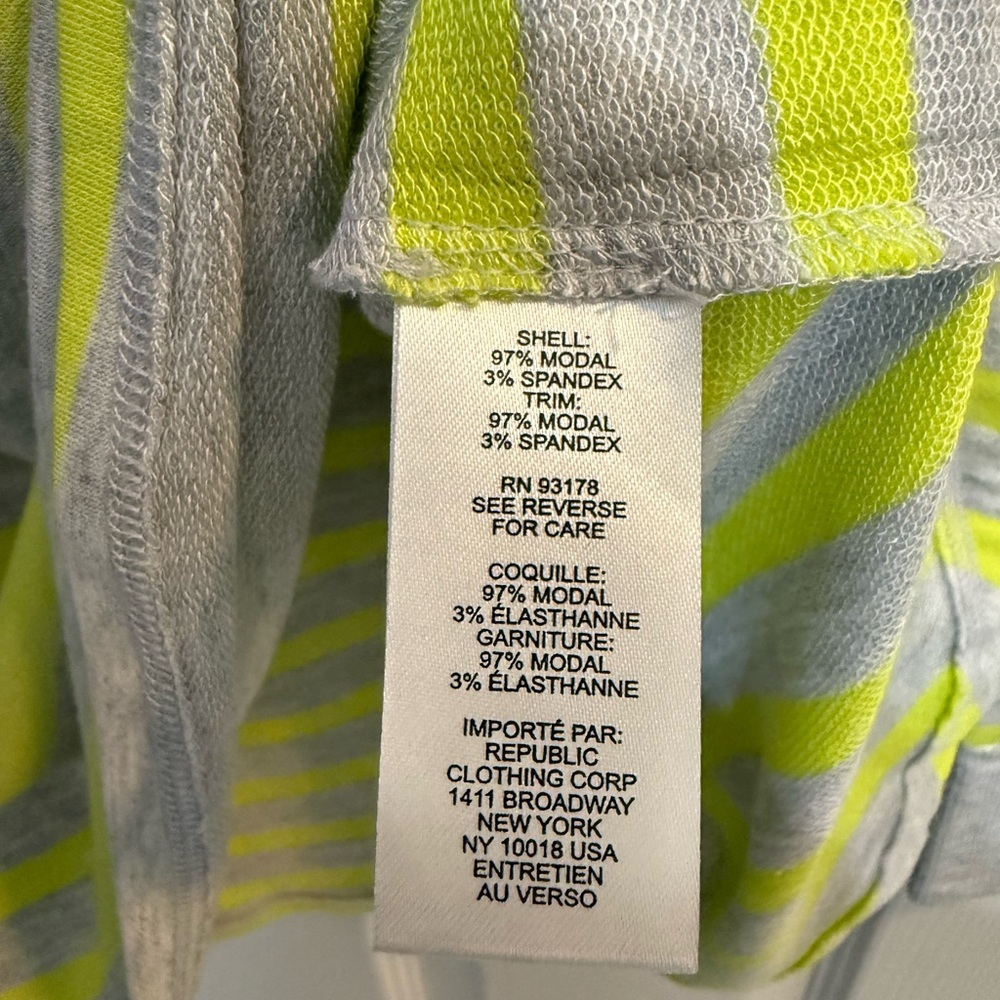 SHELL:
97% MODAL
3% SPANDEX
TRIM:
97% MODAL
3% SPANDEX
RN 93178
SEE REVERSE
FOR CARE
COQUILLE:
97% MODAL
3% ÉLASTHANNE
GARNITURE:
97% MODAL
3% ÉLASTHANNE
IMPORTÉ PAR:
REPUBLIC
CLOTHING CORP
1411 BROADWAY
NEW YORK
NY 10018 USA
ENTRETIEN
AU VERSO